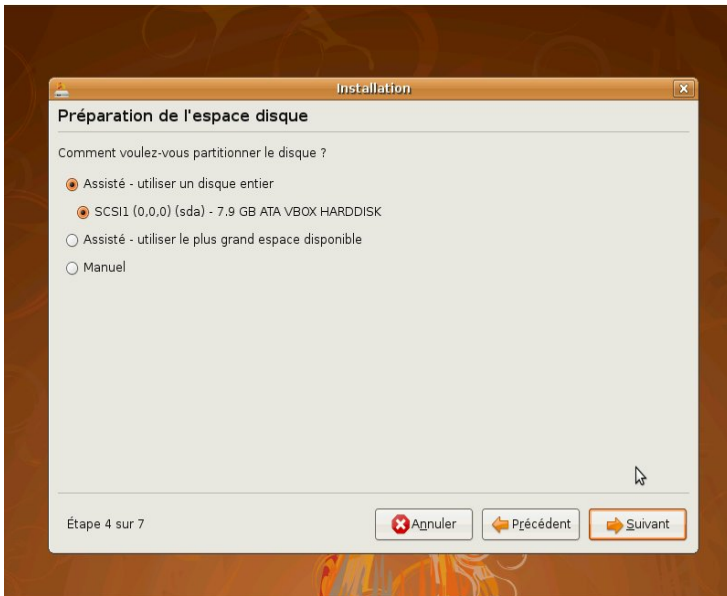 Installation
Préparation de l'espace disque
Comment voulez-vous partitionner le disque ?
Assisté - utiliser un disque entier
SCSI1 (0,0,0) (sda) - 7.9 GB ATA VBOX HARDDISK
Assisté - utiliser le plus grand espace disponible
Manuel
Étape 4 sur 7
Annuler
Précédent
Suivant